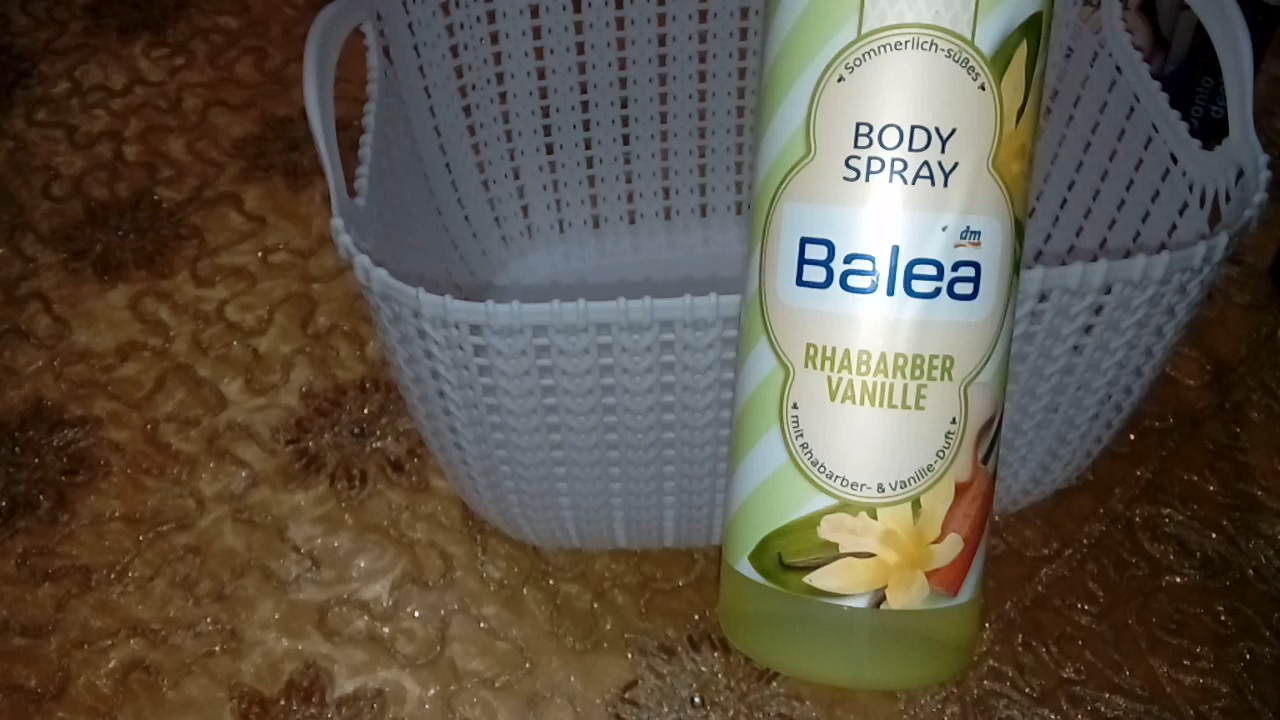 Sommerlich-süßes
BODY
SPRAY
dm
Balea
RHABARBER
VANILLE
mit Rhabarber- & Vanille-Duft